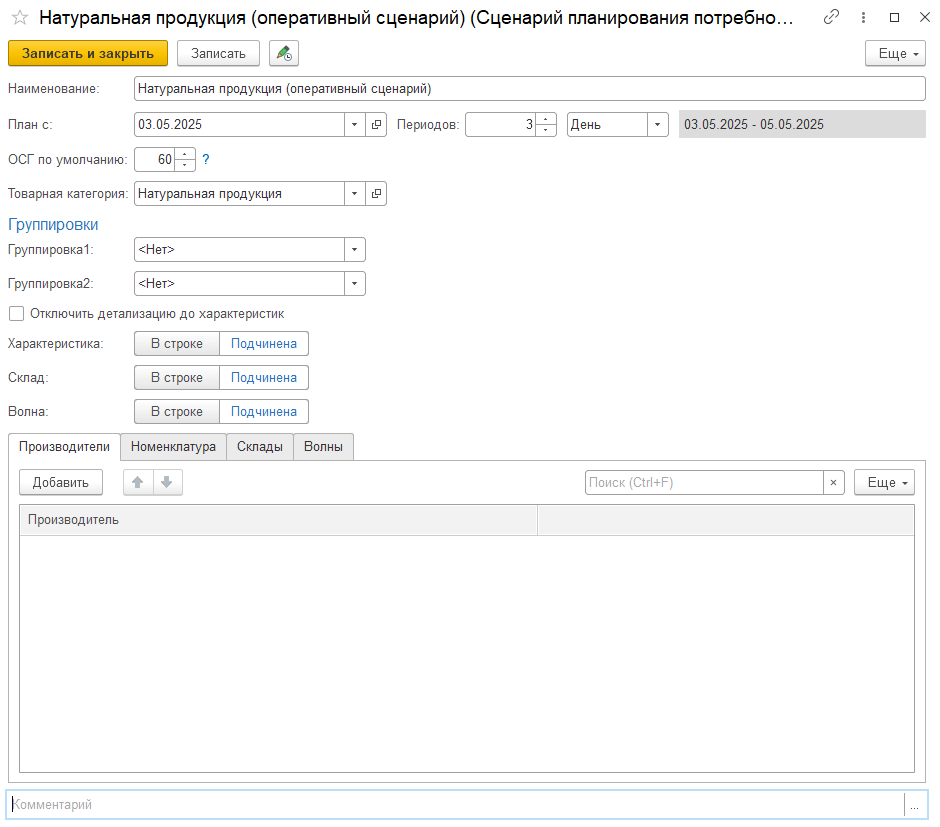 Натуральная продукция (оперативный сценарий) (Сценарий планирования потребно...
Записать и закрыть Записать Еще
Наименование: Натуральная продукция (оперативный сценарий)
План с: 03.05.2025 Периодов: 3 День 03.05.2025 - 05.05.2025
ОСГ по умолчанию: 60 ?
Товарная категория: Натуральная продукция
Группировки
Группировка1: <Нет>
Группировка2: <Нет>
Отключить детализацию до характеристик
Характеристика: В строке Подчинена
Склад: В строке Подчинена
Волна: В строке Подчинена
Производители Номенклатура Склады Волны
Добавить Поиск (Ctrl+F) × Еще
Производитель
Комментарий ...